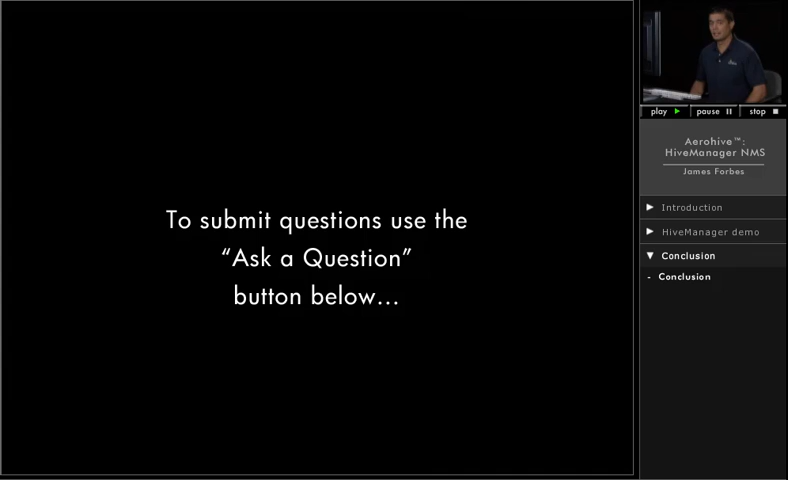 To submit questions use the
“Ask a Question”
button below...
play
pause
stop
Aerohive™:
HiveManager NMS
James Forbes
Introduction
HiveManager demo
Conclusion
- Conclusion